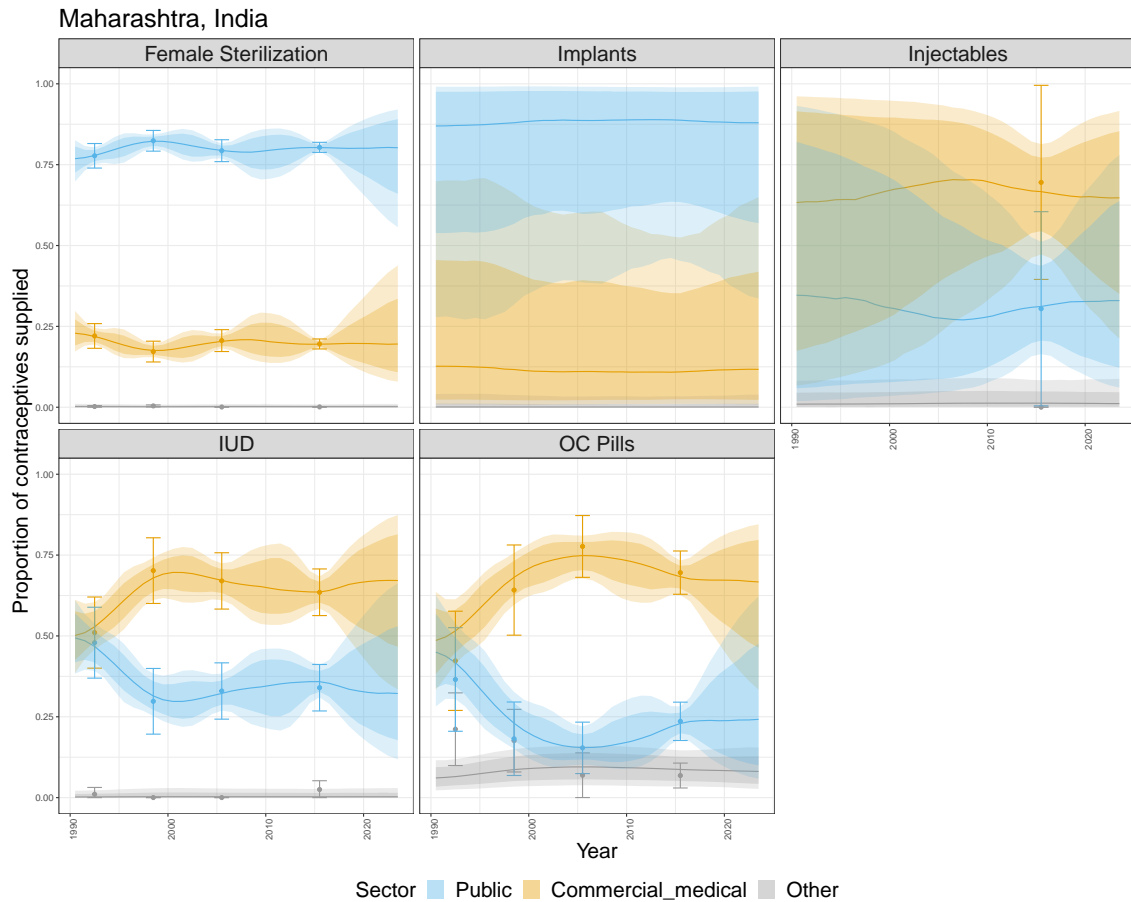 Maharashtra, India
Female Sterilization
Implants
Injectables
1.00
0.75
0.50
0.25
0.00
1990
2000
2010
2020
IUD
OC Pills
1.00
0.75
0.50
0.25
0.00
1990
2000
2010
2020
1990
2000
2010
2020
Proportion of contraceptives supplied
Year
Sector Public Commercial_medical Other